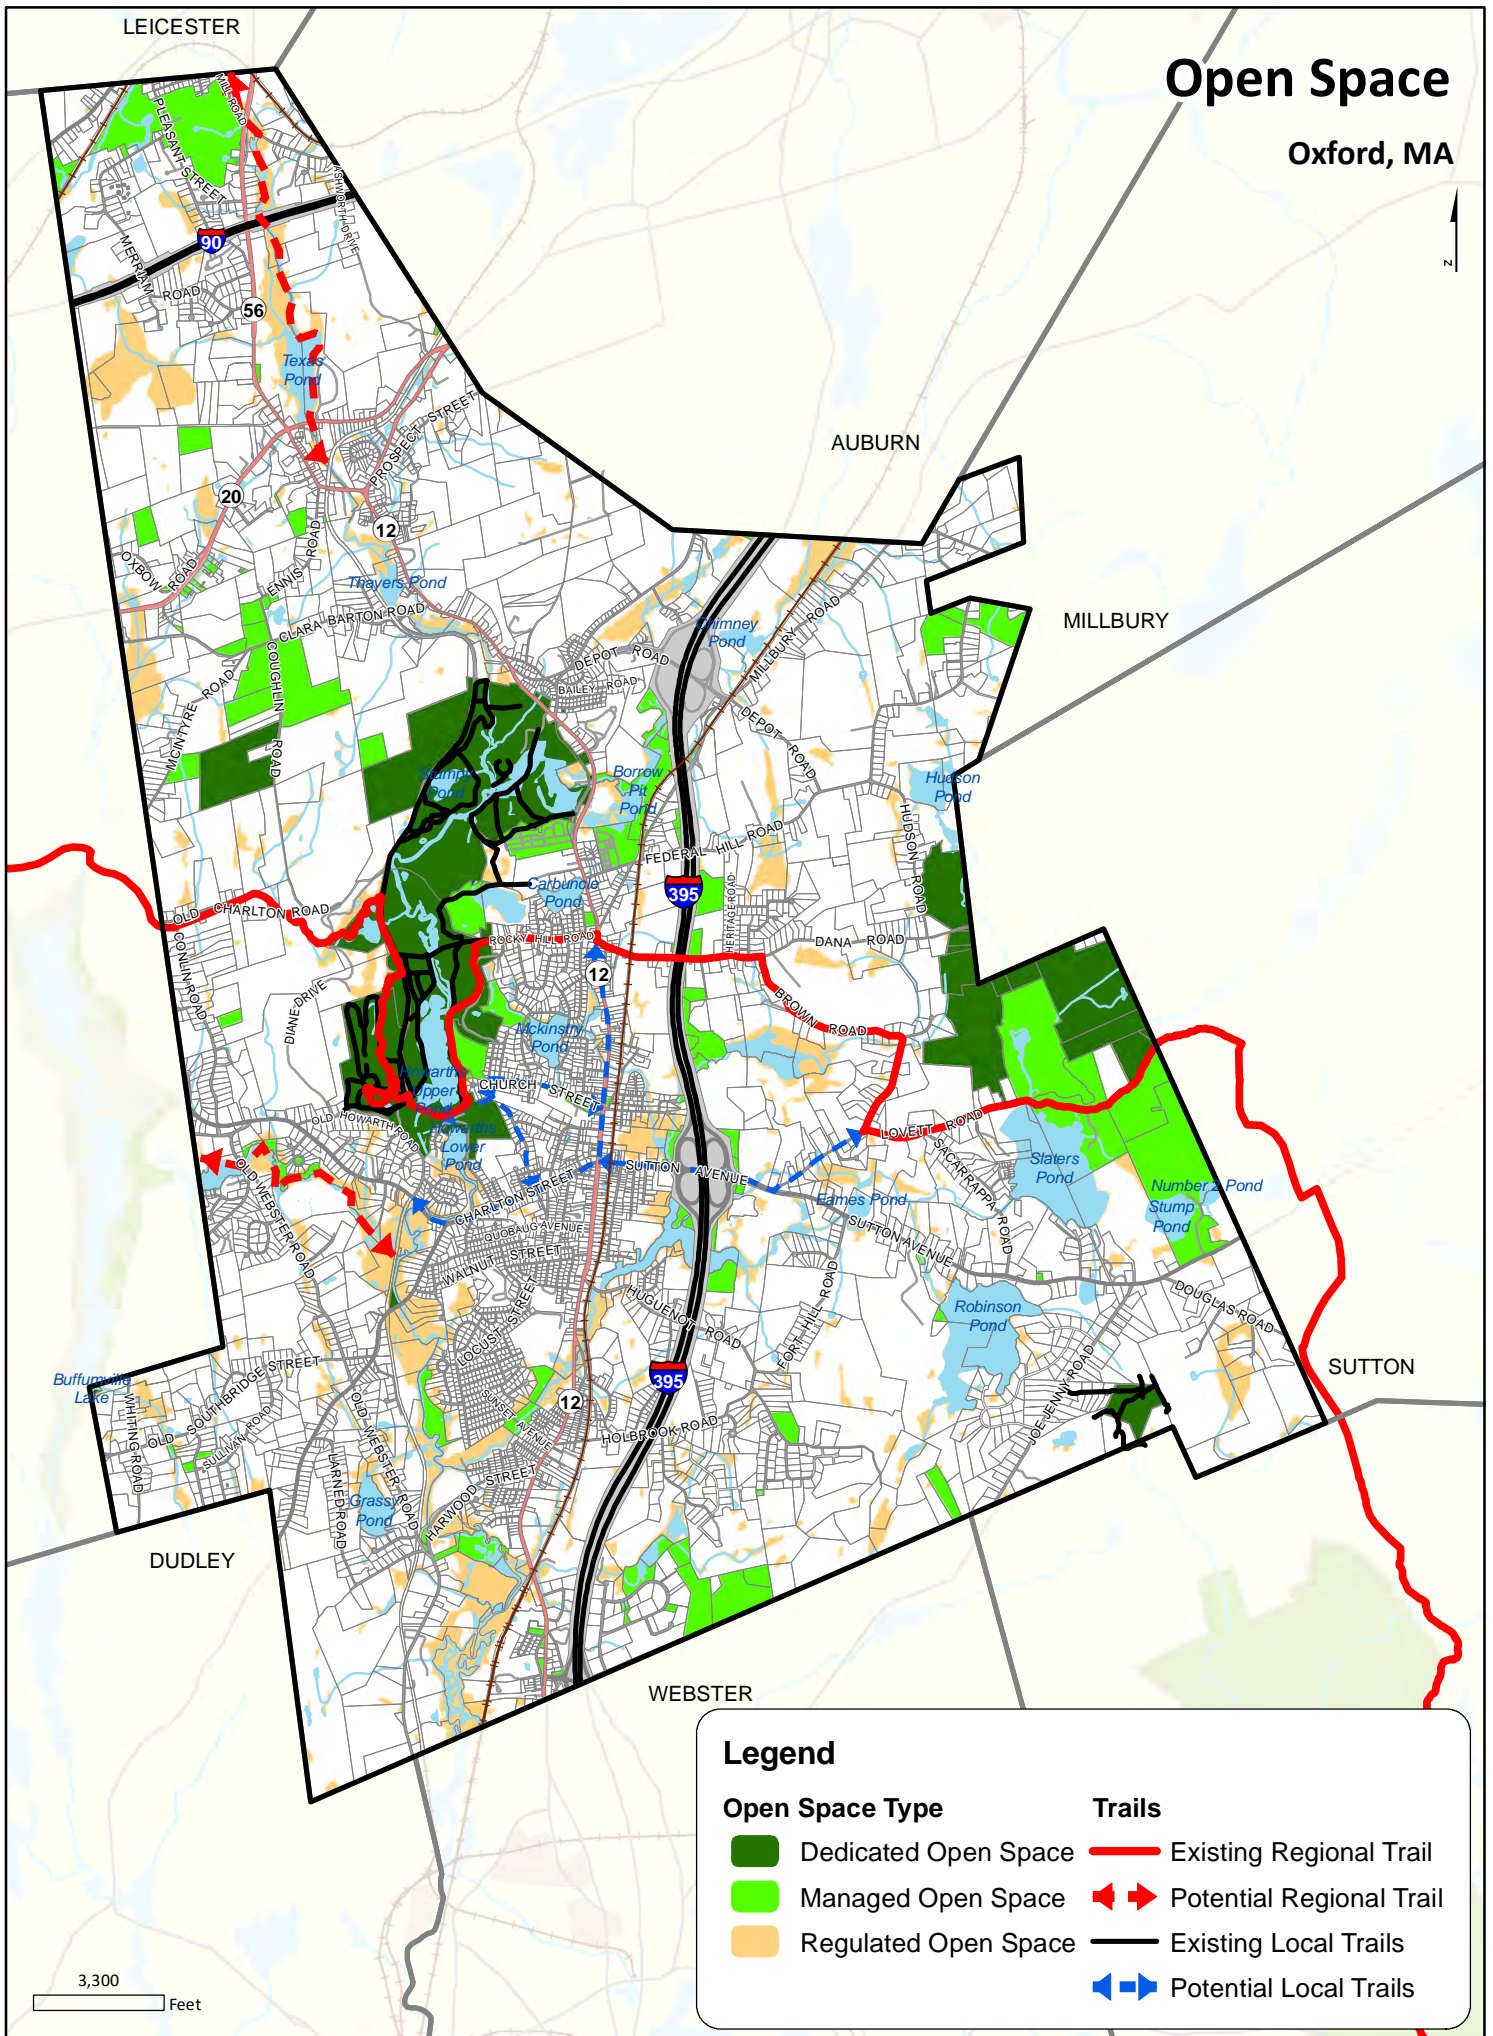 LEICESTER
Open Space
Oxford, MA
z
MILL ROAD
PLEASANT STREET
ASHWORTH DRIVE
90
MERRIAM ROAD
56
Texas
Pond
PROSPECT STREET
AUBURN
20
12
OXBOW ROAD
ENNIS ROAD
Thayers Pond
CLARA BARTON ROAD
Chimney
Pond
MILLBURY ROAD
MILLBURY
DEPOT ROAD
BAILEY ROAD
MCINTYRE ROAD
COUGHLIN ROAD
DEPOT ROAD
Stumpy
Pond
Borrow
Pit
Pond
Hudson
Pond
HUDSON ROAD
FEDERAL HILL ROAD
Carbuncle
Pond
395
HERITAGE ROAD
OLD CHARLTON ROAD
ROCKY HILL ROAD
DANA ROAD
CONLIN ROAD
12
DIANE DRIVE
BROWN ROAD
Mckinstry
Pond
Howarths
Upper
Pond
CHURCH STREET
OLD HOWARTH ROAD
Howarths
Lower
Pond
LOVETT ROAD
SACARRAPPA ROAD
Slaters
Pond
SUTTON AVENUE
OLD WEBSTER ROAD
CHARLTON STREET
Eames Pond
Number 2 Pond
Stump
Pond
SUTTON AVENUE
QUOBAUG AVENUE
WALNUT STREET
HUGUENOT ROAD
FORT HILL ROAD
DOUGLAS ROAD
Robinson
Pond
LOCUST STREET
SUTTON
Buffumville
Lake
OLD SOUTHBRIDGE STREET
395
JOE JENNY ROAD
WHITING ROAD
SULLIVAN ROAD
OLD WEBSTER ROAD
SUNSET AVENUE
12
HOLBROOK ROAD
LARNED ROAD
HARWOOD STREET
Grassy
Pond
DUDLEY
WEBSTER
Legend
Open Space Type
Trails
Dedicated Open Space
Existing Regional Trail
Managed Open Space
Potential Regional Trail
Regulated Open Space
Existing Local Trails
Potential Local Trails
3,300
Feet